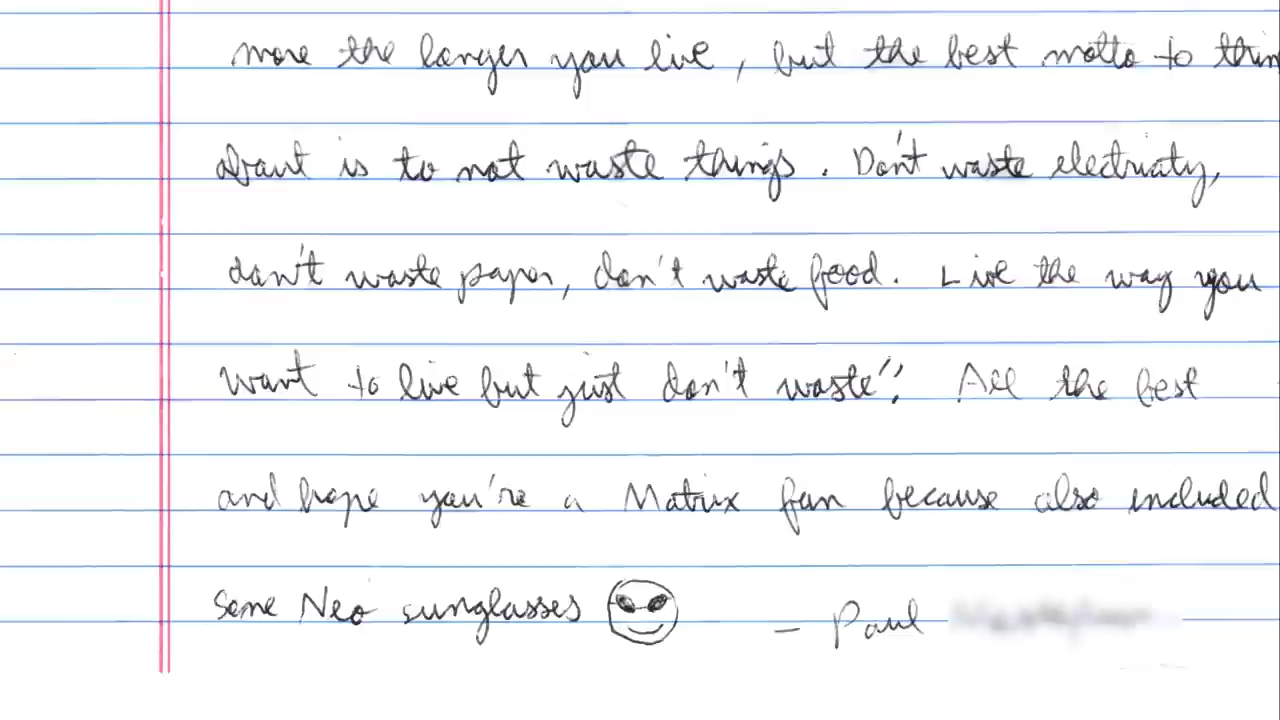 more the longer you live, but the best motto to thin
about is to not waste things. Don't waste electricity,
don't waste paper, don't waste food. Live the way you
want to live but just don't waste". All the best
and hope you're a Matrix fan because also included
some Neo sunglasses
- Paul